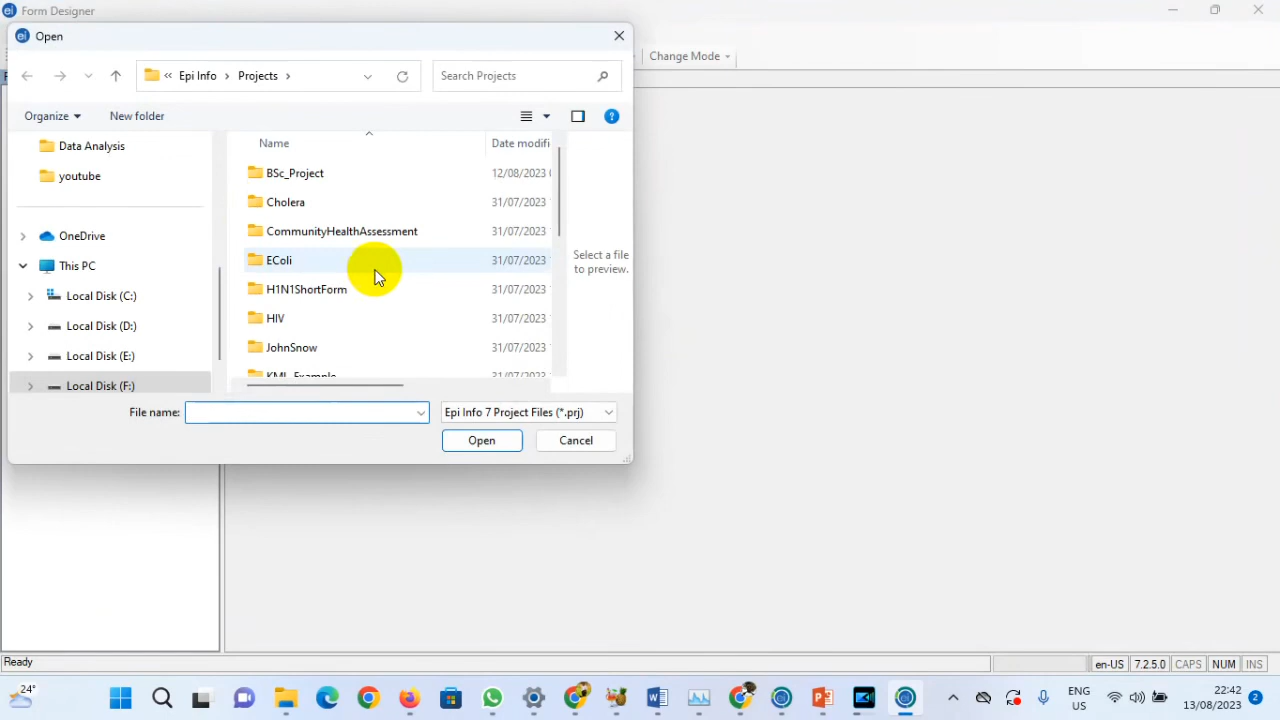 Form Designer
Open
Change Mode
« Epi Info > Projects >
Search Projects
Organize
New folder
Name
Date modifi
Data Analysis
youtube
OneDrive
This PC
Local Disk (C:)
Local Disk (D:)
Local Disk (E:)
Local Disk (F:)
BSc_Project 12/08/2023
Cholera 31/07/2023
CommunityHealthAssessment 31/07/2023
EColi 31/07/2023
H1N1ShortForm 31/07/2023
HIV 31/07/2023
JohnSnow 31/07/2023
KML_Example 31/07/2023
Select a file
to preview.
File name:
Epi Info 7 Project Files (*.prj)
Open
Cancel
Ready
en-US 7.2.5.0 CAPS NUM INS
24°
ENG
US
22:42
13/08/2023
2